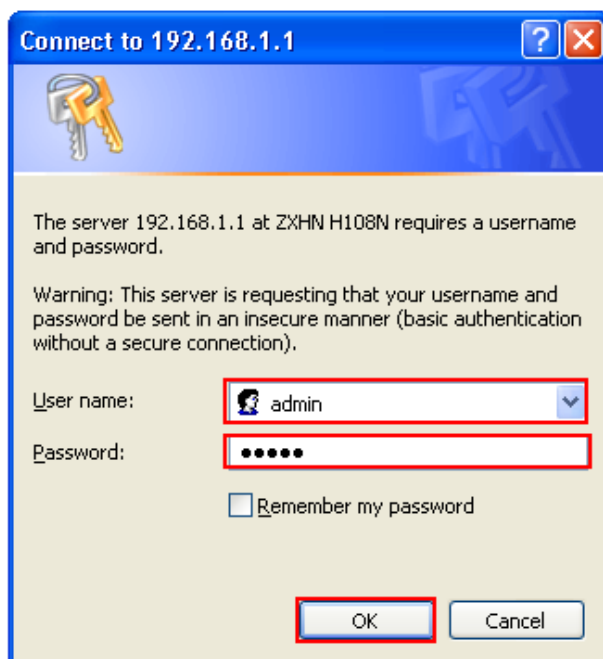 Connect to 192.168.1.1
The server 192.168.1.1 at ZXHN H108N requires a username
and password.
Warning: This server is requesting that your username and
password be sent in an insecure manner (basic authentication
without a secure connection).
User name:
admin
Password:
●●●●●
Remember my password
OK
Cancel